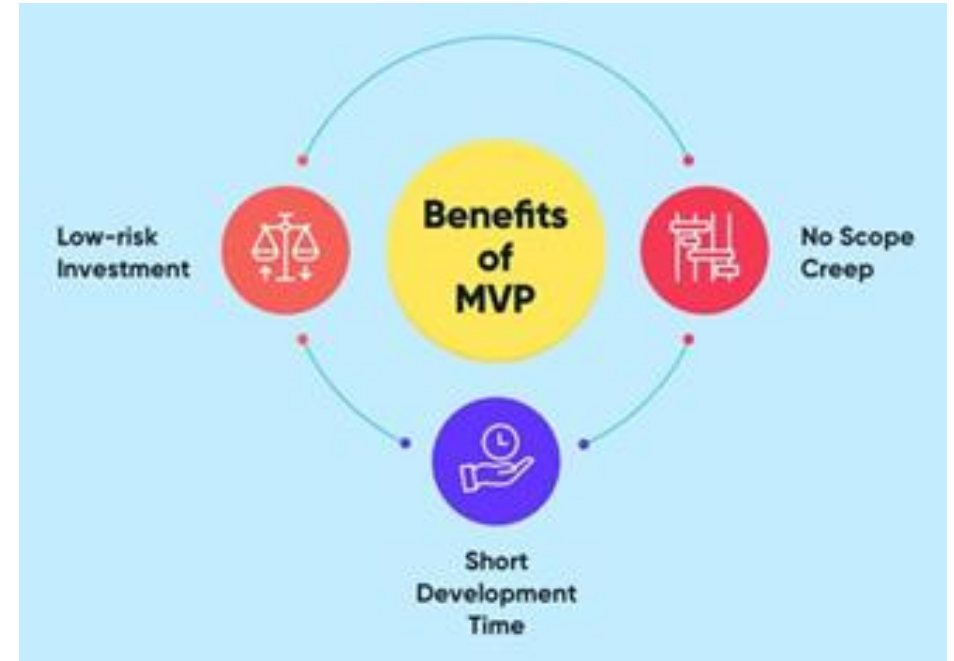 Benefits
of
MVP
Low-risk
Investment
No Scope
Creep
Short
Development
Time